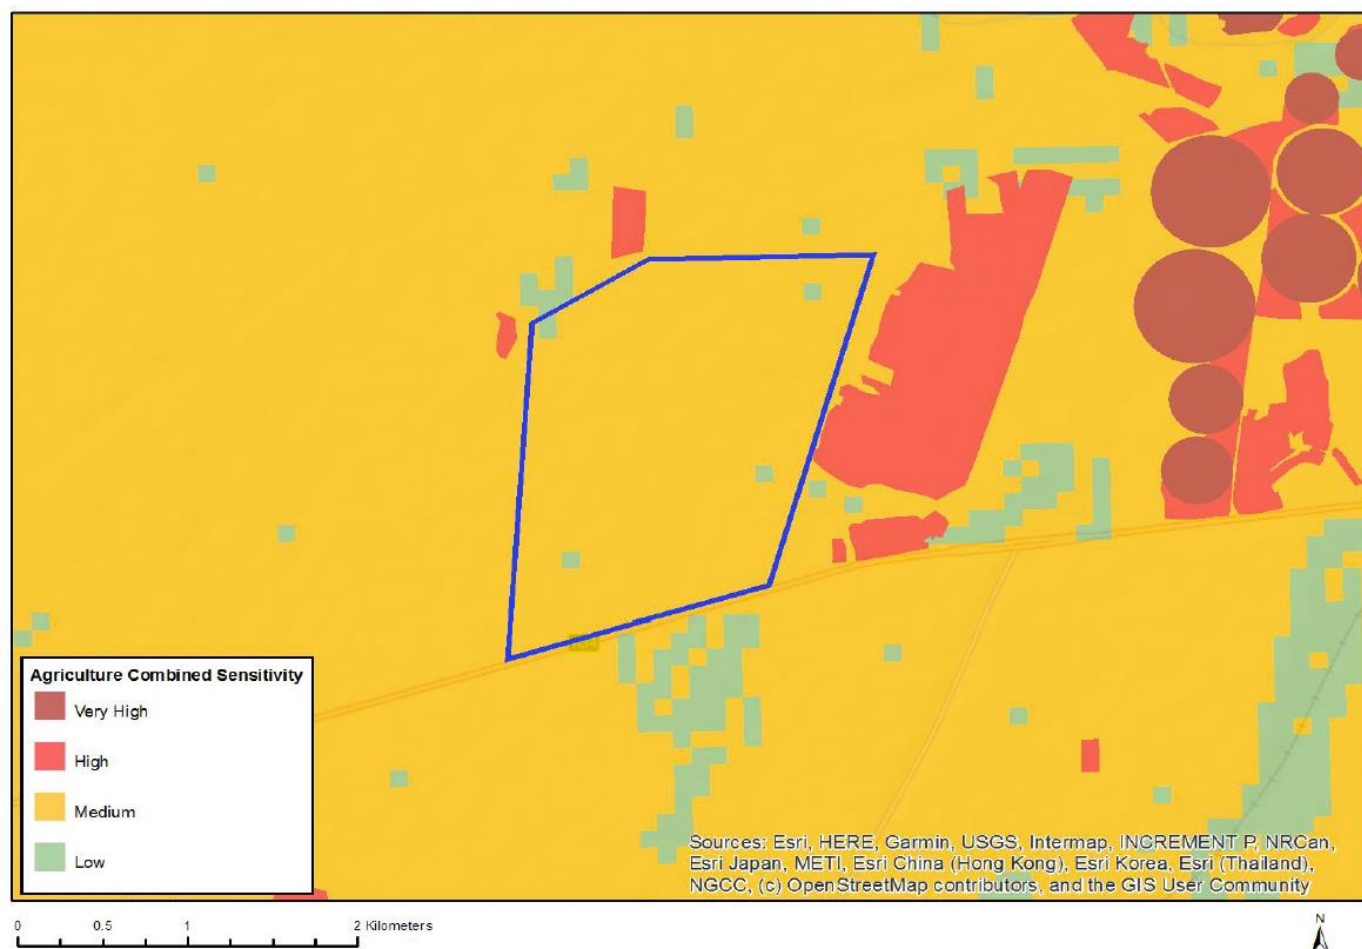 Agriculture Combined Sensitivity
Very High
High
Medium
Low
Sources: Esri, HERE, Garmin, USGS, Intermap, INCREMENT P, NRCan,
Esri Japan, METI, Esri China (Hong Kong), Esri Korea, Esri (Thailand),
NGCC, (c) OpenStreetMap contributors, and the GIS User Community
0 0.5 1 2 Kilometers
N